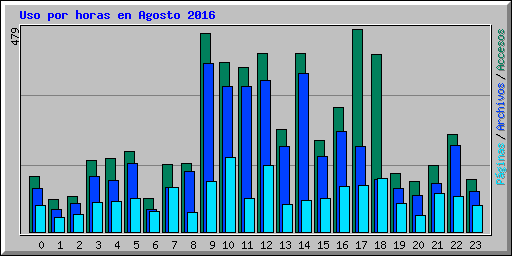 Uso por horas en Agosto 2016
479
Páginas / Archivos / Accesos
0 1 2 3 4 5 6 7 8 9 10 11 12 13 14 15 16 17 18 19 20 21 22 23